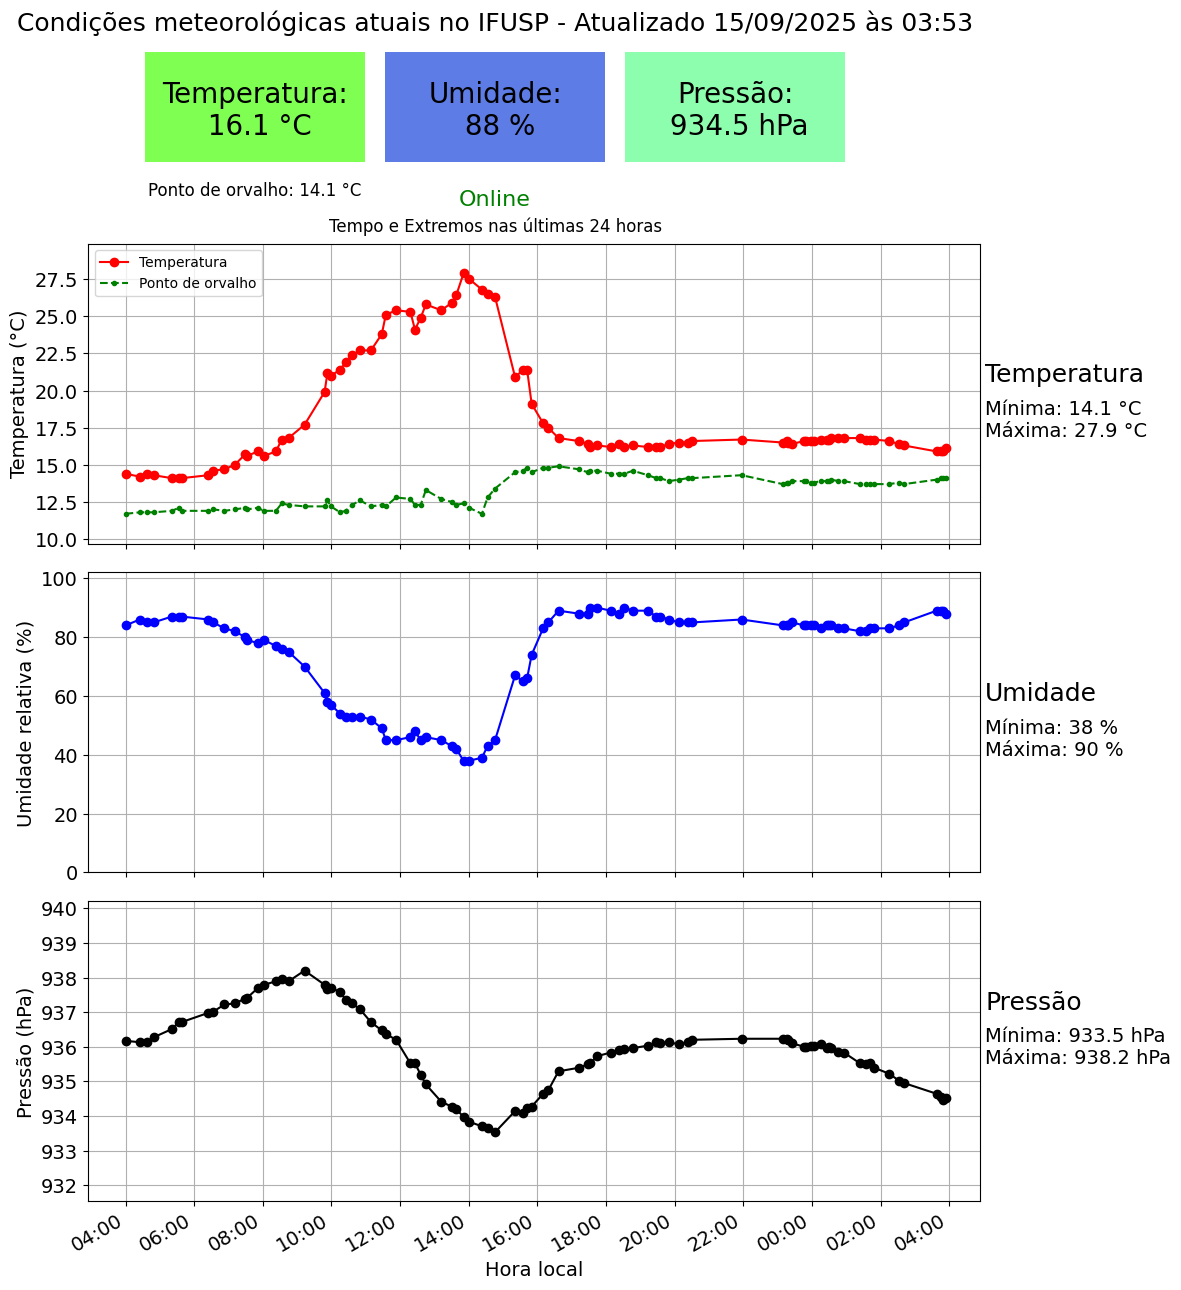 Condições meteorológicas atuais no IFUSP - Atualizado 15/09/2025 às 03:53
Temperatura:
16.1 °C
Umidade:
88 %
Pressão:
934.5 hPa
Ponto de orvalho: 14.1 °C
Online
Tempo e Extremos nas últimas 24 horas
Temperatura
Ponto de orvalho
Temperatura (°C)
27.5
25.0
22.5
20.0
17.5
15.0
12.5
10.0
Temperatura
Mínima: 14.1 °C
Máxima: 27.9 °C
Umidade relativa (%)
100
80
60
40
20
0
Umidade
Mínima: 38 %
Máxima: 90 %
Pressão (hPa)
940
939
938
937
936
935
934
933
932
Pressão
Mínima: 933.5 hPa
Máxima: 938.2 hPa
04:00
06:00
08:00
10:00
12:00
14:00
16:00
18:00
20:00
22:00
00:00
02:00
04:00
Hora local